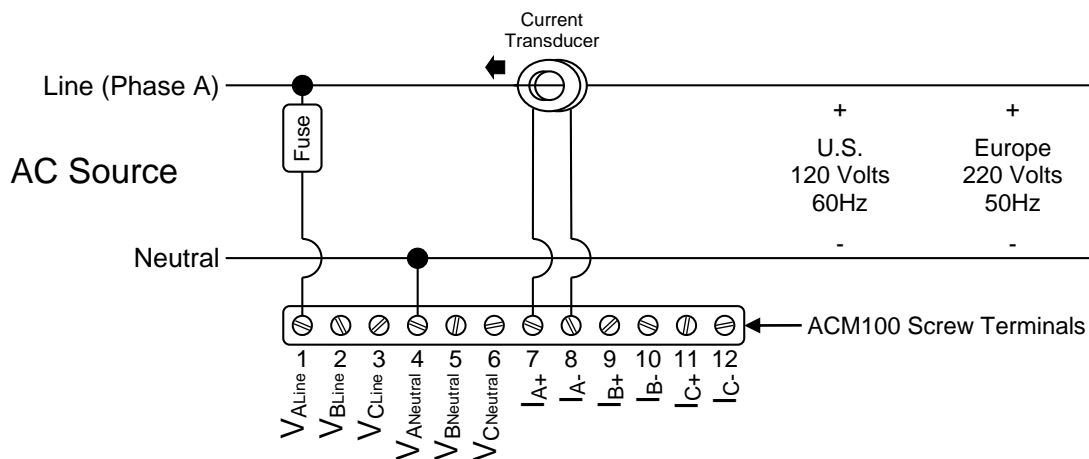 Current
Transducer
Line (Phase A)
Fuse
AC Source
+
U.S.
120 Volts
60Hz
-
+
Europe
220 Volts
50Hz
-
Neutral
ACM100 Screw Terminals
1 2 3 4 5 6 7 8 9 10 11 12
VALine
VBLine
VCLine
VANeutral
VBNeutral
VCNeutral
IA+
IA-
IB+
IB-
IC+
IC-